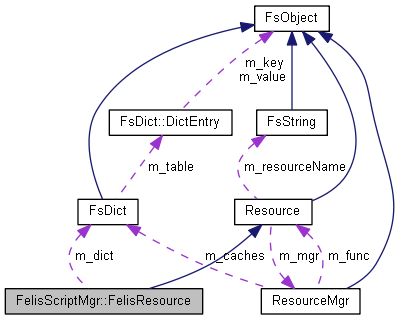 FsObject
m_key
m_value
FsDict::DictEntry
FsString
m_table
m_resourceName
FsDict
Resource
m_dict
m_caches
m_mgr
m_func
FelisScriptMgr::FelisResource
ResourceMgr